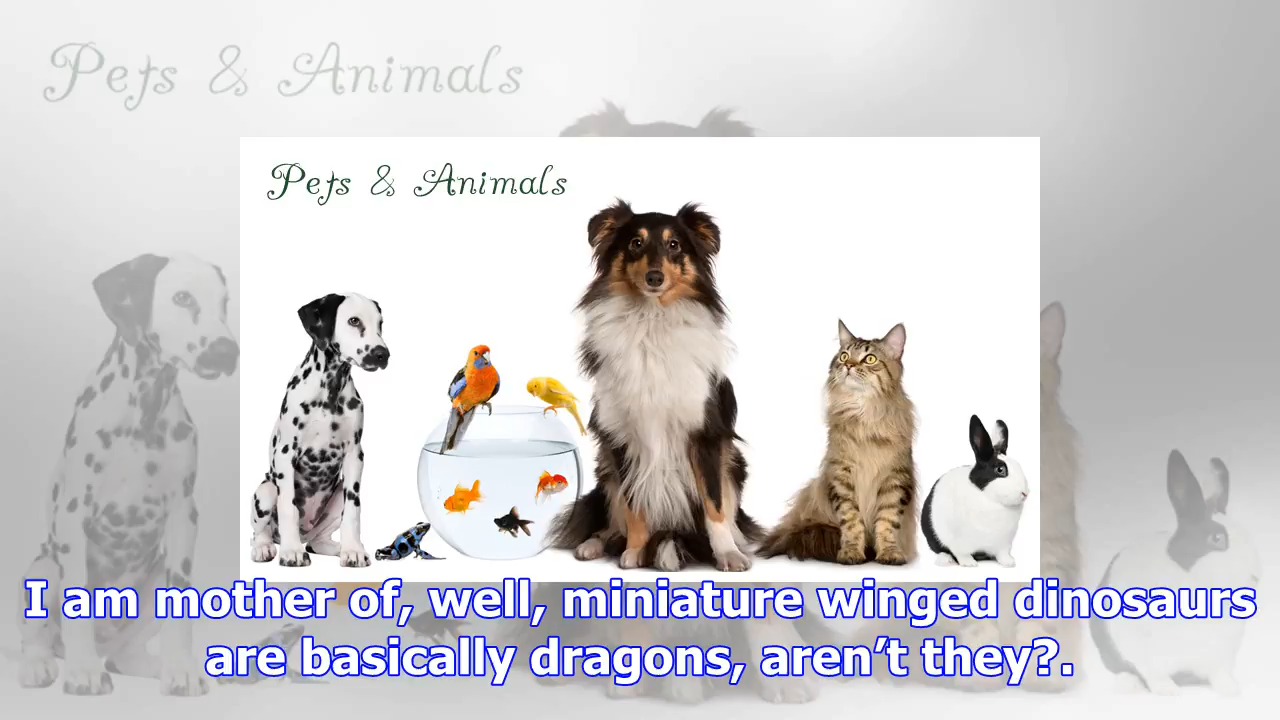 Pets & Animals
Pets & Animals
I am mother of, well, miniature winged dinosaurs
are basically dragons, aren’t they?.